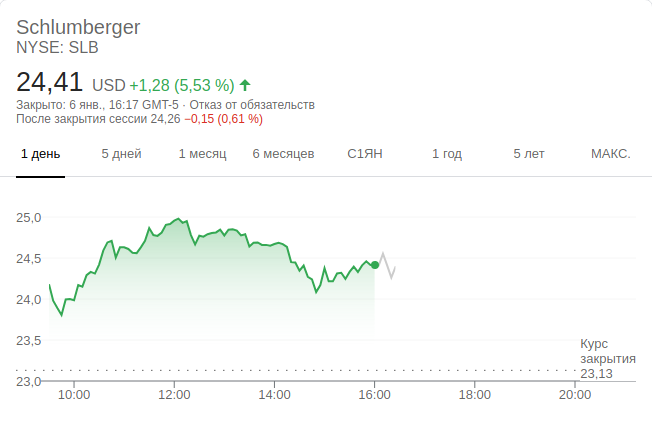 Schlumberger
NYSE: SLB
24,41 USD +1,28 (5,53 %)
Закрыто: 6 янв., 16:17 GMT-5 · Отказ от обязательств
После закрытия сессии 24,26 −0,15 (0,61 %)
1 день 5 дней 1 месяц 6 месяцев С1ЯН 1 год 5 лет МАКС.
25,0
24,5
24,0
23,5
Курс
закрытия
23,13
23,0
10:00 12:00 14:00 16:00 18:00 20:00